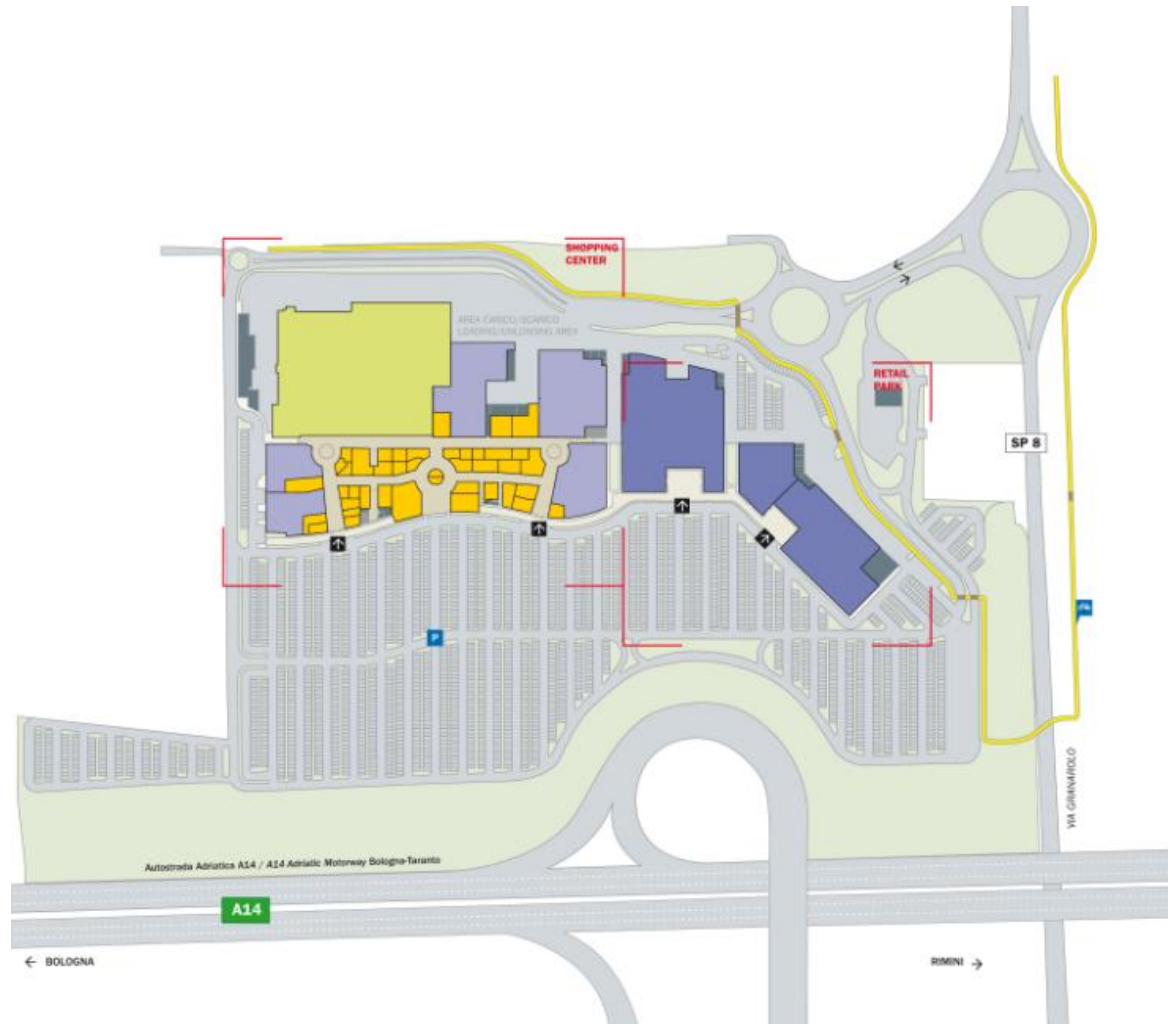 SHOPPING
CENTER
AREA CARICO/SCARICO
LOADING/UNLOADING AREA
RETAIL
PARK
SP 8
P
VIA GRANAROLO
Autostrada Adriatica A14 / A14 Adriatic Motorway Bologna-Taranto
A14
← BOLOGNA
RIMINI →